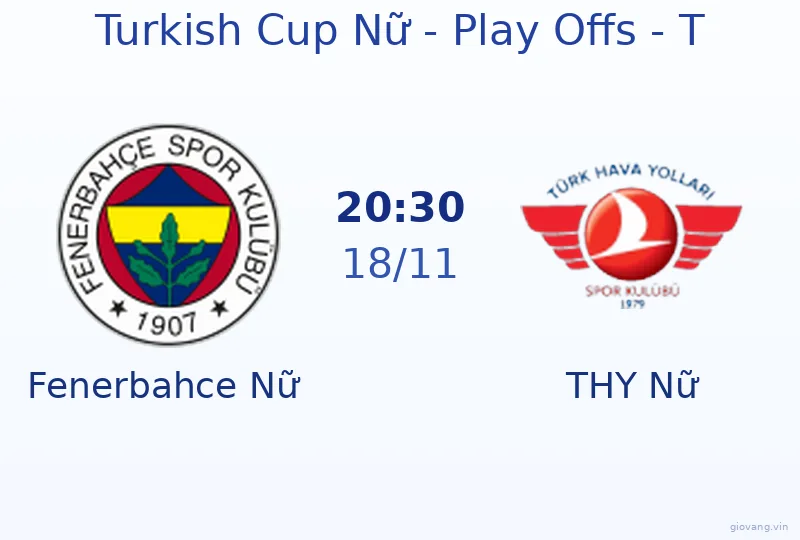 Turkish Cup Nữ - Play Offs - T
FENERBAHÇE SPOR KULÜBÜ
★ 1907 ★
20:30
18/11
TÜRK HAVA YOLLARI
SPOR KULÜBÜ
1979
Fenerbahce Nữ
THY Nữ
giovang.vin